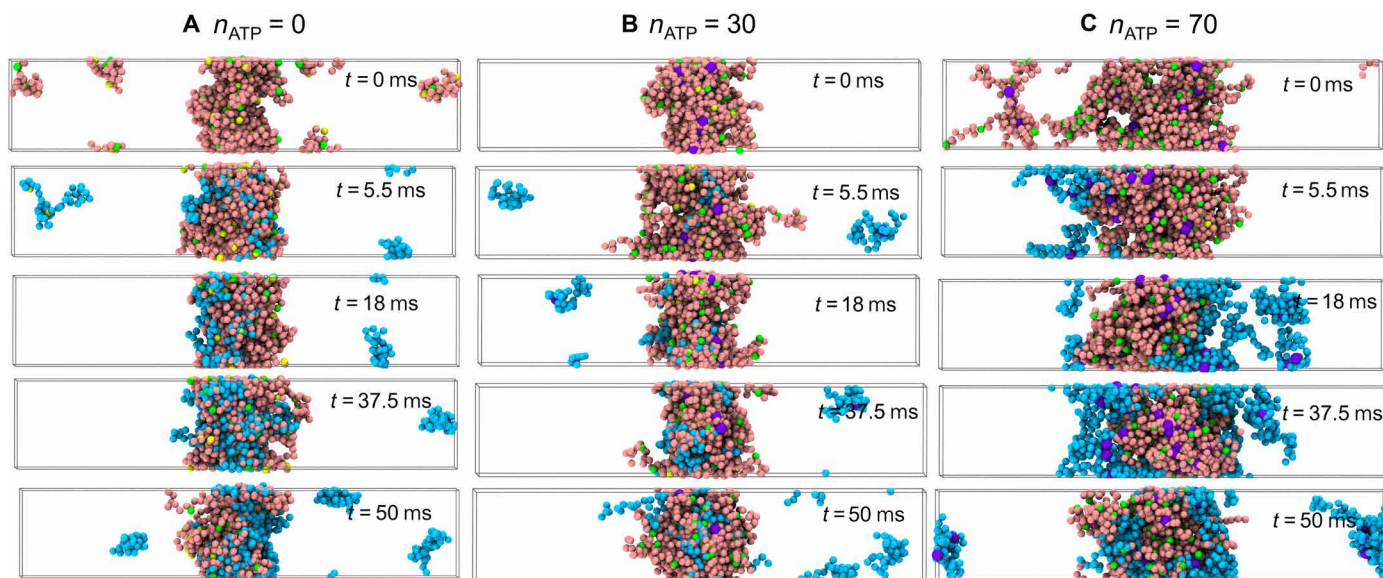 A n_ATP = 0
t = 0 ms
t = 5.5 ms
t = 18 ms
t = 37.5 ms
t = 50 ms
B n_ATP = 30
t = 0 ms
t = 5.5 ms
t = 18 ms
t = 37.5 ms
t = 50 ms
C n_ATP = 70
t = 0 ms
t = 5.5 ms
t = 18 ms
t = 37.5 ms
t = 50 ms